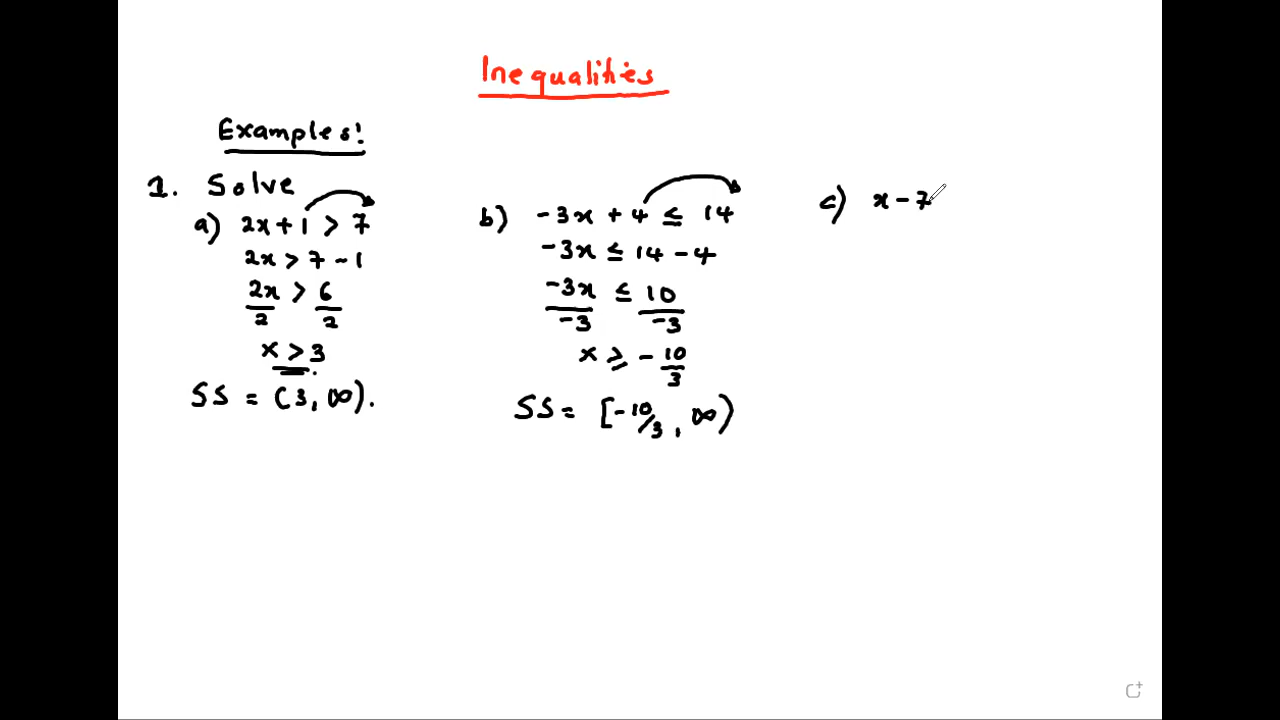 Inequalities
Examples!
1. Solve
a) 2x + 1 > 7
2x > 7 - 1
2x/2 > 6/2
x > 3.
SS = (3, ∞).
b) -3x + 4 ≤ 14
-3x ≤ 14 - 4
-3x/-3 ≤ 10/-3
x ≥ -10/3
SS = [-10/3, ∞)
c) x - 7